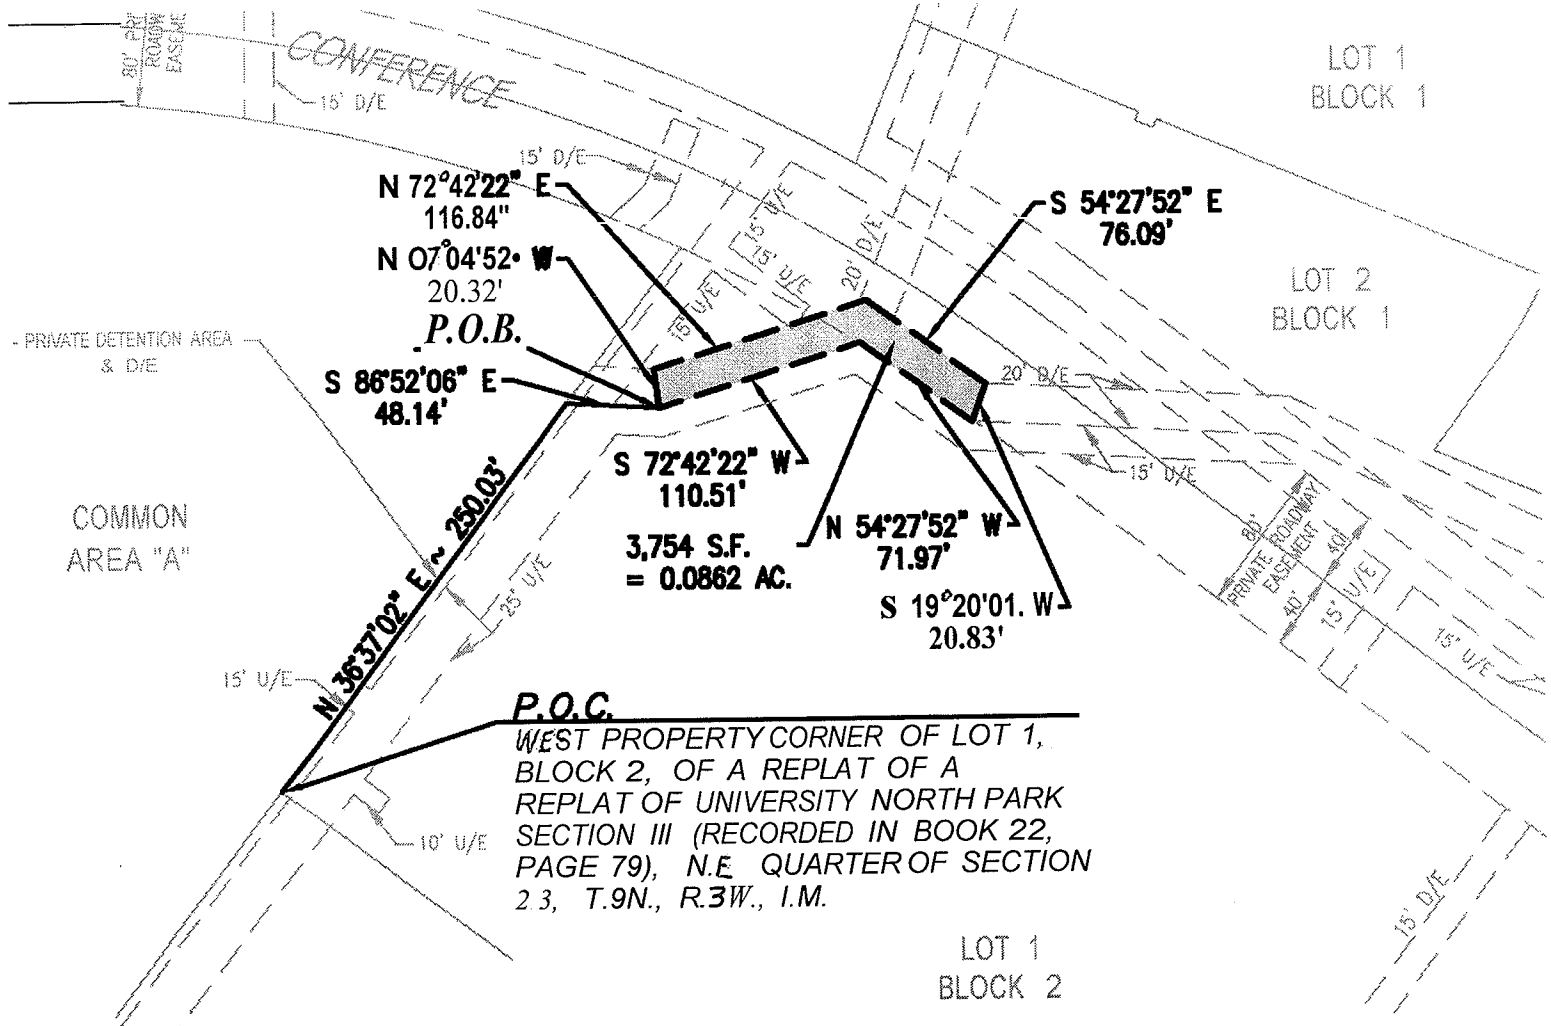 80' PR
ROADW
EASEME
CONFERENCE
15' D/E
LOT 1
BLOCK 1
15' D/E
N 72°42'22" E
116.84"
N 07°04'52" W
20.32'
P.O.B.
S 86°52'06" E
48.14'
15' U/E
15' U/E
15' U/E
20' D/E
S 54°27'52" E
76.09'
LOT 2
BLOCK 1
- PRIVATE DETENTION AREA
& D/E
20' D/E
15' U/E
S 72°42'22" W
110.51'
3,754 S.F.
= 0.0862 AC.
N 54°27'52" W
71.97'
S 19°20'01. W
20.83'
COMMON
AREA "A"
N 36°37'02" E ~ 250.03'
25' U/E
15' U/E
80'
PRIVATE ROADWAY
EASEMENT
40'
40'
15' U/E
15' U/E
P.O.C.
WEST PROPERTY CORNER OF LOT 1,
BLOCK 2, OF A REPLAT OF A
REPLAT OF UNIVERSITY NORTH PARK
SECTION III (RECORDED IN BOOK 22,
PAGE 79), N.E QUARTER OF SECTION
23, T.9N., R.3W., I.M.
10' U/E
15' D/E
LOT 1
BLOCK 2